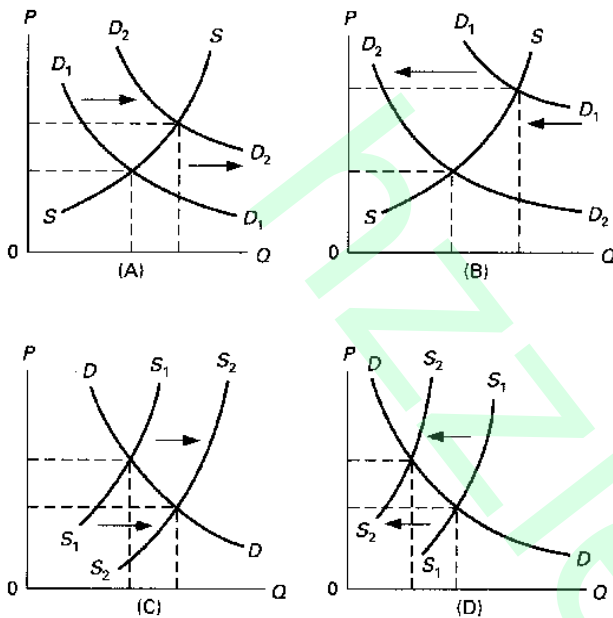 P
D₂
S
D₁
D₂
S
D₁
0
Q
(A)
P
D₂
D₁
S
D₁
S
D₂
0
Q
(B)
P
D
S₁
S₂
S₁
S₂
D
0
Q
(C)
P
D
S₂
S₁
S₂
S₁
D
0
Q
(D)